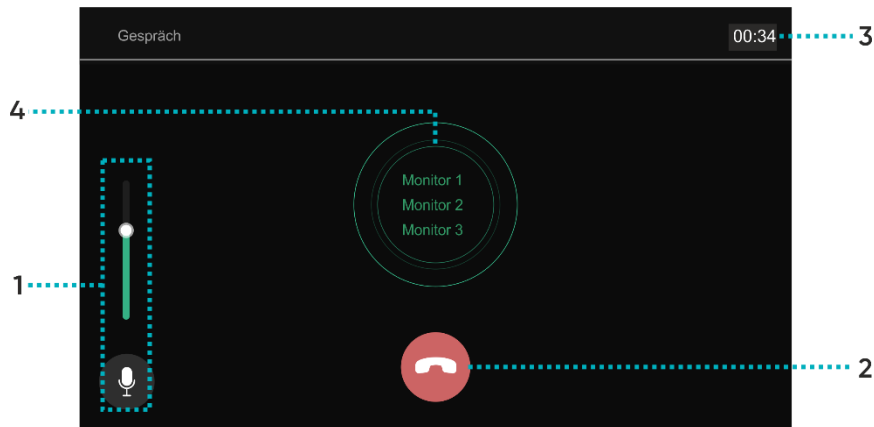 Gespräch
00:34
3
4
Monitor 1
Monitor 2
Monitor 3
1
2